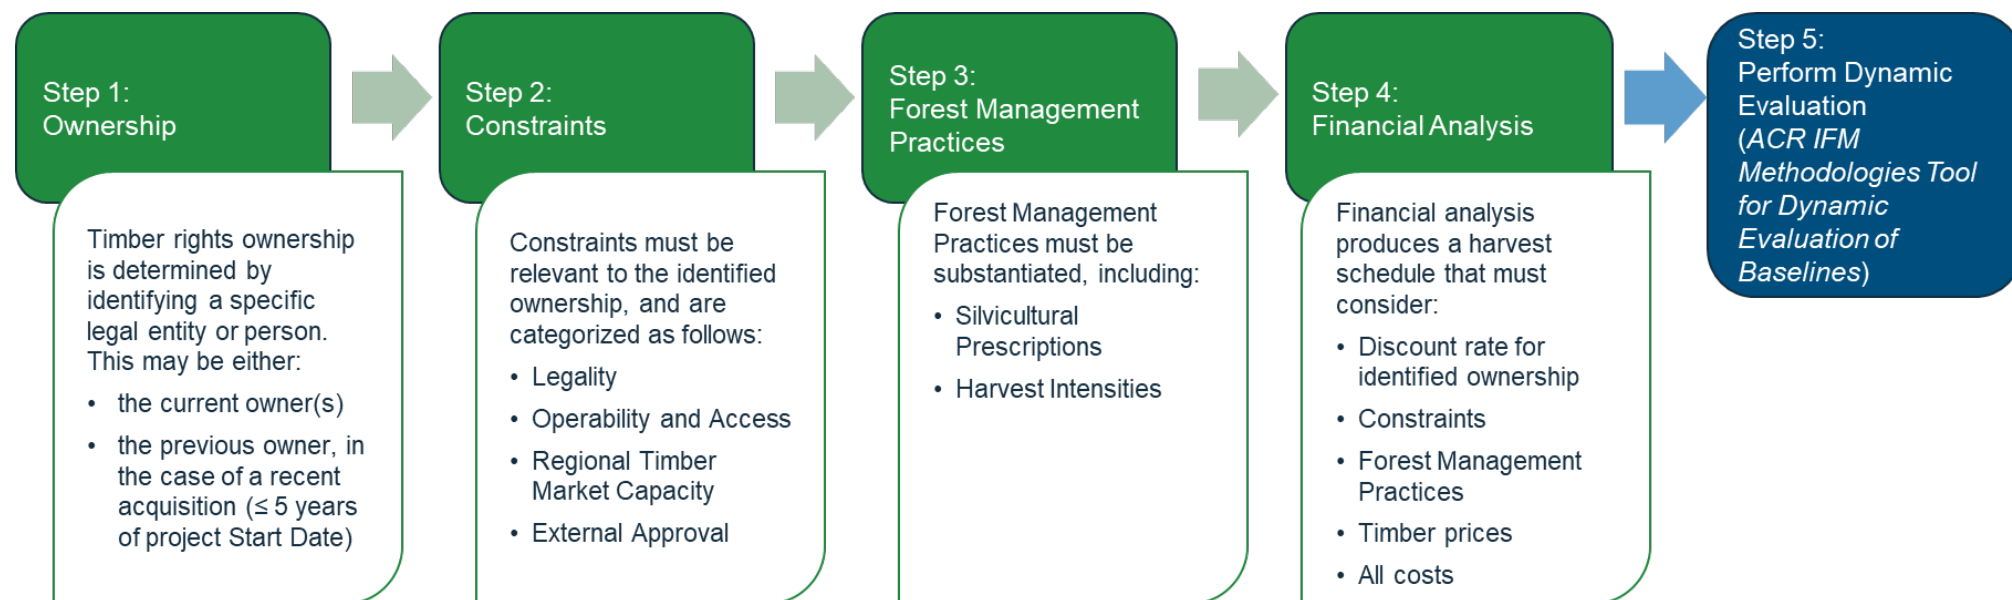 Step 1:
Ownership
Timber rights ownership
is determined by
identifying a specific
legal entity or person.
This may be either:
• the current owner(s)
• the previous owner, in
the case of a recent
acquisition (≤ 5 years
of project Start Date)
Step 2:
Constraints
Constraints must be
relevant to the identified
ownership, and are
categorized as follows:
• Legality
• Operability and Access
• Regional Timber
Market Capacity
• External Approval
Step 3:
Forest Management
Practices
Forest Management
Practices must be
substantiated, including:
• Silvicultural
Prescriptions
• Harvest Intensities
Step 4:
Financial Analysis
Financial analysis
produces a harvest
schedule that must
consider:
• Discount rate for
identified ownership
• Constraints
• Forest Management
Practices
• Timber prices
• All costs
Step 5:
Perform Dynamic
Evaluation
(ACR IFM
Methodologies Tool
for Dynamic
Evaluation of
Baselines)